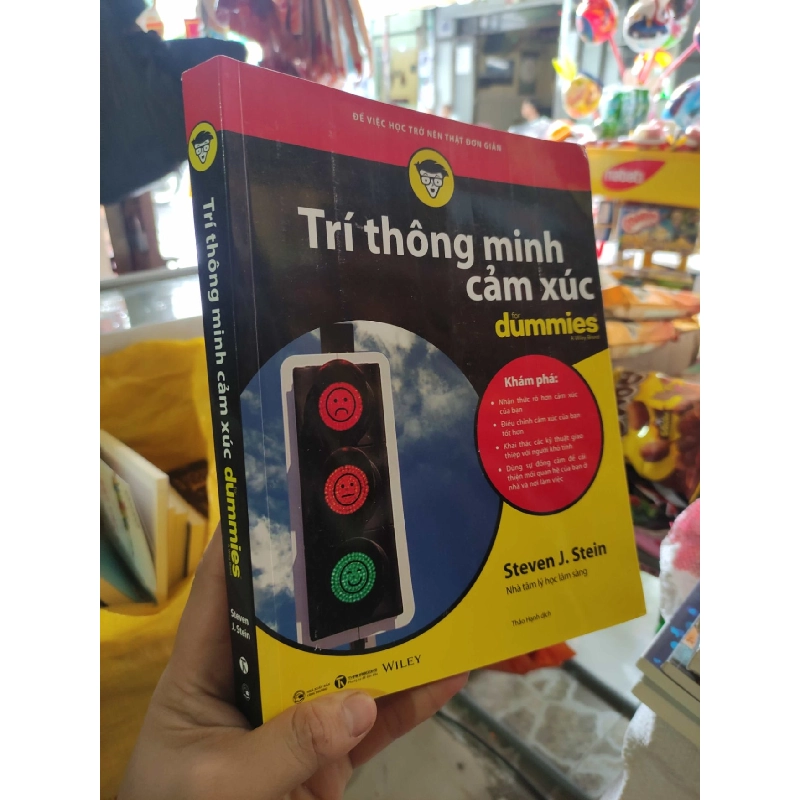 ĐỂ VIỆC HỌC TRỞ NÊN THẬT ĐƠN GIẢN
Trí thông minh
cảm xúc
for
dummies
A Wiley Brand
Khám phá:
• Nhận thức rõ hơn cảm xúc
của bạn
• Điều chỉnh cảm xúc của bạn
tốt hơn
• Khai thác các kỹ thuật giao
thiệp với người khó tính
• Dùng sự đồng cảm để cải
thiện mối quan hệ của bạn ở
nhà và nơi làm việc
Steven J. Stein
Nhà tâm lý học lâm sàng
Thảo Hạnh dịch
WILEY
Trí thông minh cảm xúc dummies
Steven
J. Stein